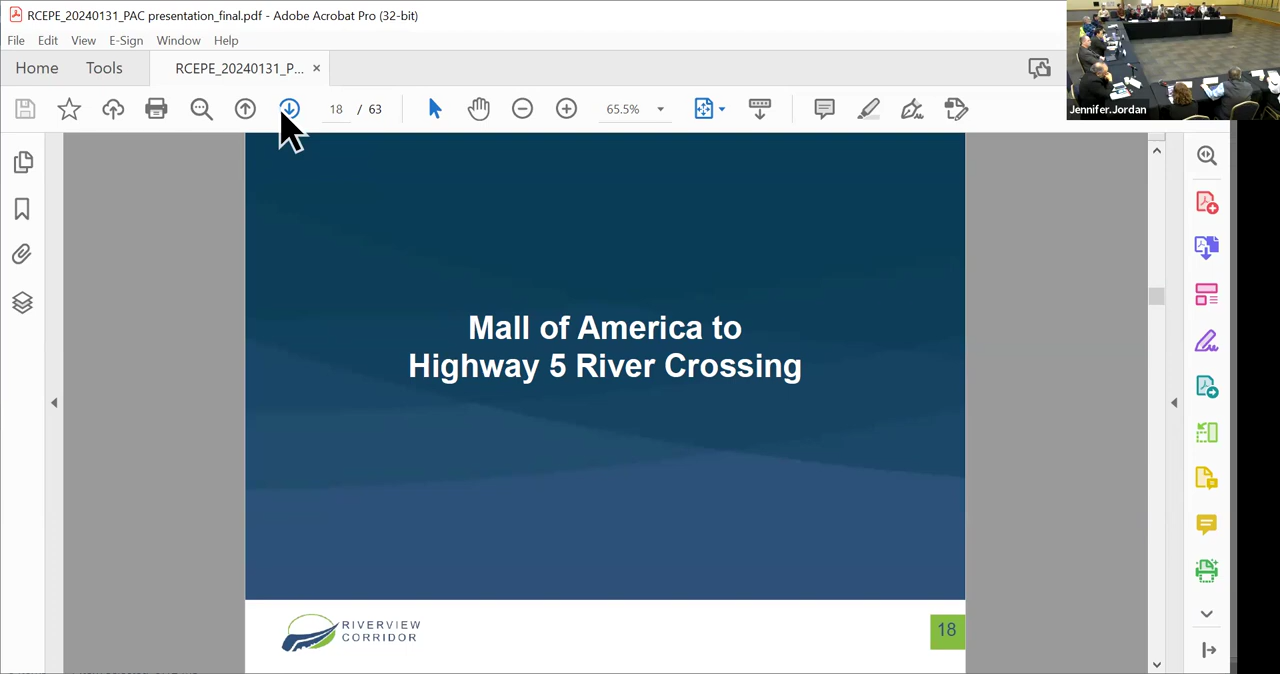 RCEPE_20240131_PAC presentation_final.pdf - Adobe Acrobat Pro (32-bit)
File Edit View E-Sign Window Help
Home Tools RCEPE_20240131_P... ×
18 / 63 65.5%
Jennifer.Jordan
Mall of America to
Highway 5 River Crossing
RIVERVIEW
CORRIDOR
18